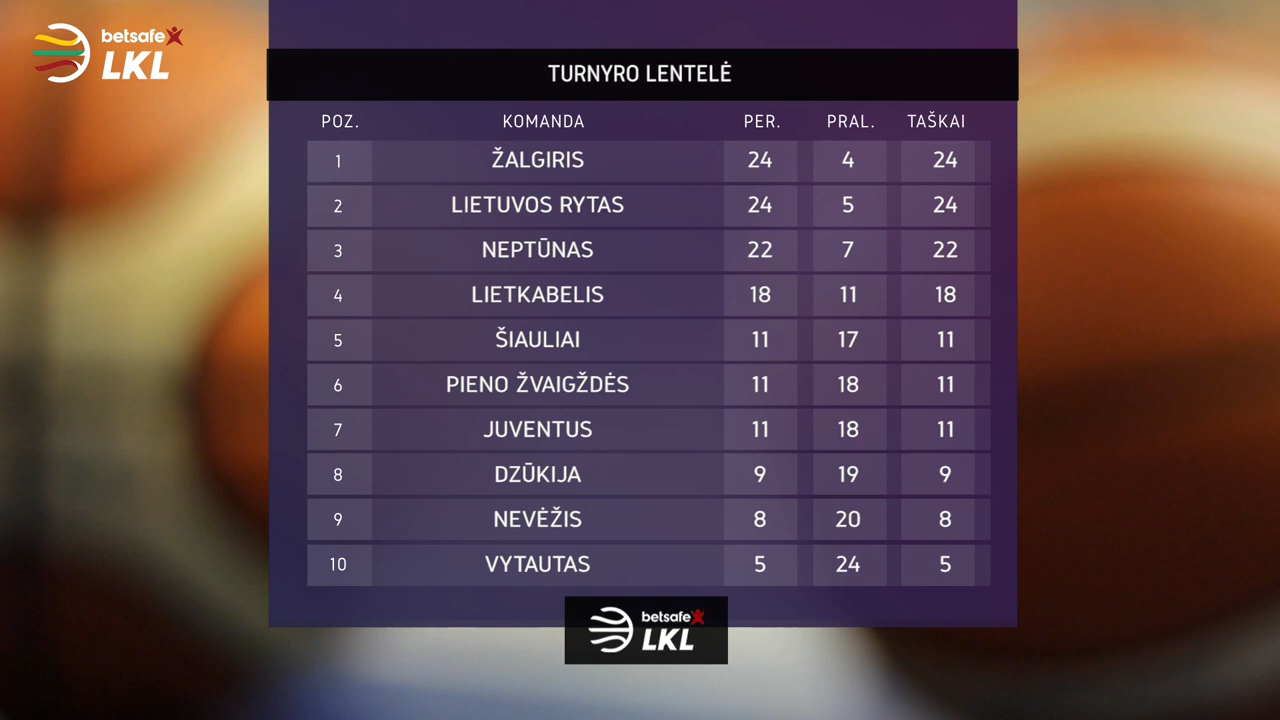 betsafe
LKL
TURNYRO LENTELĖ
POZ. KOMANDA PER. PRAL. TAŠKAI
1 ŽALGIRIS 24 4 24
2 LIETUVOS RYTAS 24 5 24
3 NEPTŪNAS 22 7 22
4 LIETKABELIS 18 11 18
5 ŠIAULIAI 11 17 11
6 PIENO ŽVAIGŽDĖS 11 18 11
7 JUVENTUS 11 18 11
8 DZŪKIJA 9 19 9
9 NEVĖŽIS 8 20 8
10 VYTAUTAS 5 24 5
betsafe
LKL